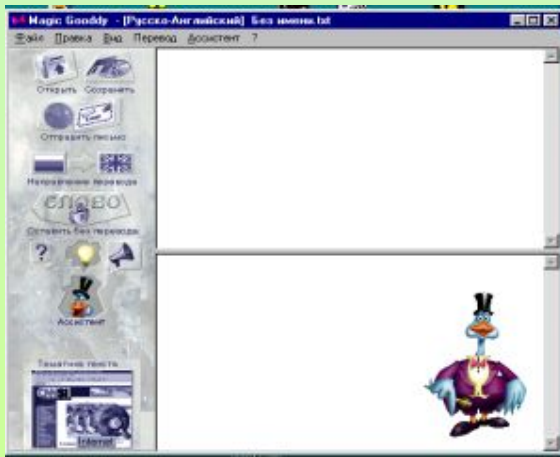 Magic Gooddy - [Русско-Английский] Без имени.txt
Файл Правка Вид Перевод Ассистент ?
Открыть Сохранить
Отправить письмо
Направление перевода
СЛОВО
Оставить без перевода
?
Ассистент
Тематика текста
Internet